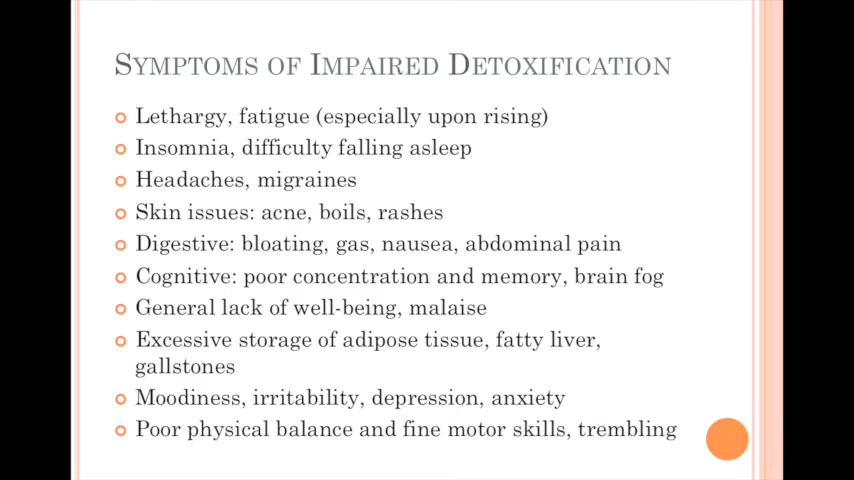 Symptoms of Impaired Detoxification
Lethargy, fatigue (especially upon rising)
Insomnia, difficulty falling asleep
Headaches, migraines
Skin issues: acne, boils, rashes
Digestive: bloating, gas, nausea, abdominal pain
Cognitive: poor concentration and memory, brain fog
General lack of well-being, malaise
Excessive storage of adipose tissue, fatty liver,
gallstones
Moodiness, irritability, depression, anxiety
Poor physical balance and fine motor skills, trembling